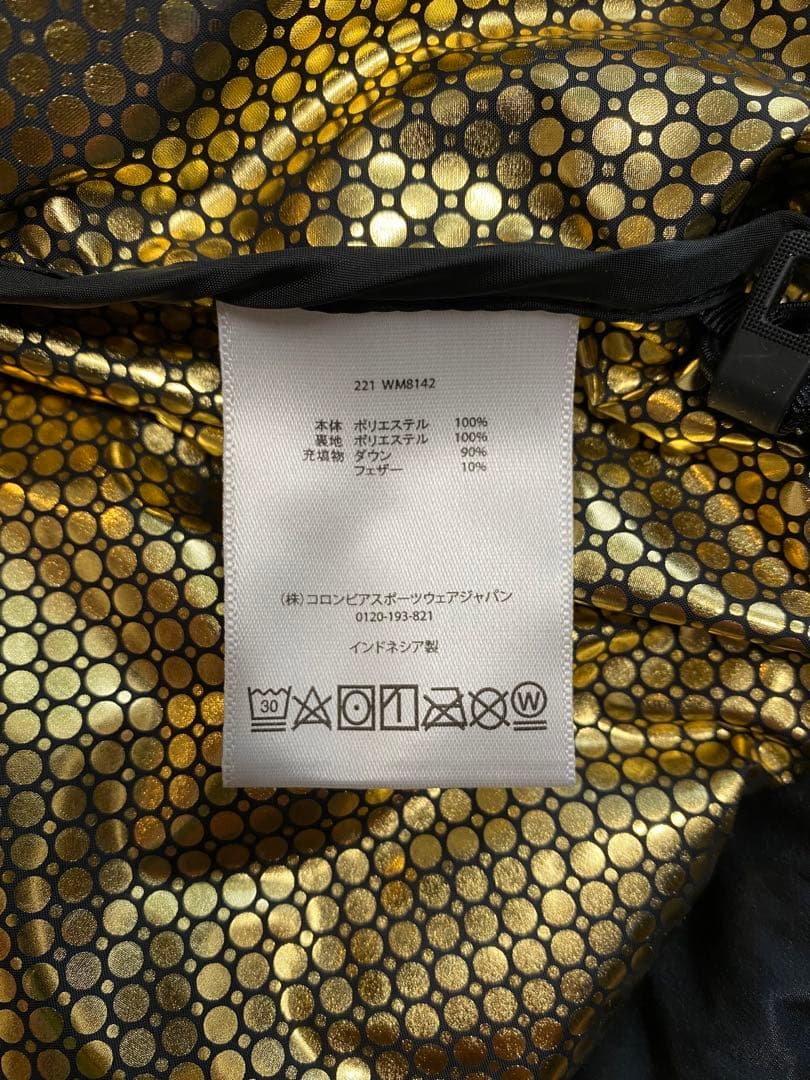 221 WM8142
本体 ポリエステル 100%
裏地 ポリエステル 100%
充填物 ダウン 90%
フェザー 10%
(株)コロンビアスポーツウェアジャパン
0120-193-821
インドネシア製
30 W